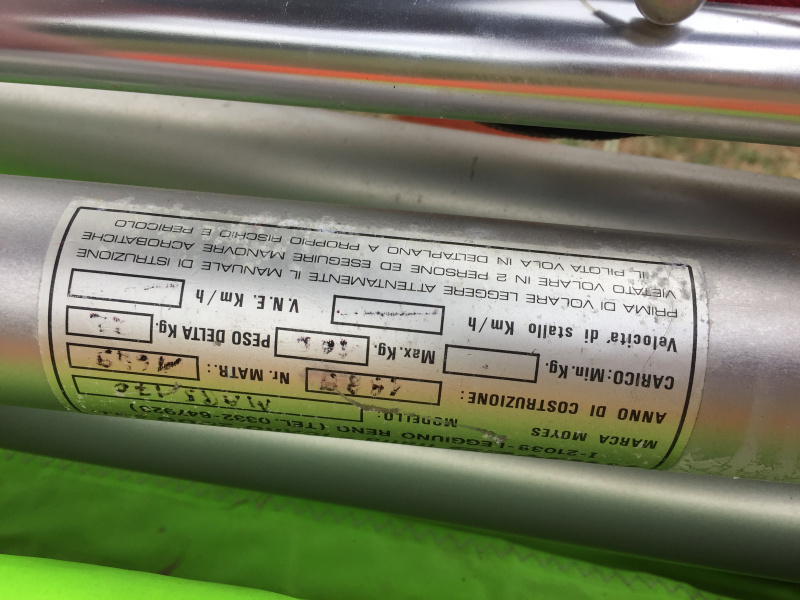 I-21039- LEGGIUNO RENO (TEL. 0332-647925)
MARCA MOYES MODELLO:
ANNO DI COSTRUZIONE: Nr. MATR.:
CARICO: Min. Kg. Max. Kg. PESO DELTA Kg.
Velocita' di stallo Km/h V.N.E. Km/h
PRIMA DI VOLARE LEGGERE ATTENTAMENTE IL MANUALE DI ISTRUZIONE
VIETATO VOLARE IN 2 PERSONE ED ESEGUIRE MANOVRE ACROBATICHE
IL PILOTA VOLA IN DELTAPLANO A PROPRIO RISCHIO E PERICOLO